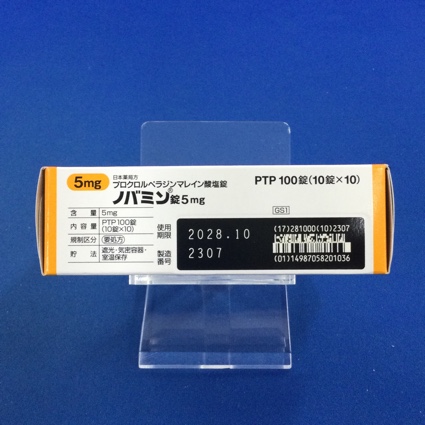 5mg
日本薬局方
プロクロルペラジンマレイン酸塩錠
ノバミン®錠5mg
PTP 100錠(10錠×10)
含量 5mg
内容量 PTP 100錠
(10錠×10)
規制区分 要処方
貯法 遮光・気密容器・
室温保存
使用
期限
2028.10
製造
番号
2307
GS1
(17)281000(10)2307
(01)14987058201036